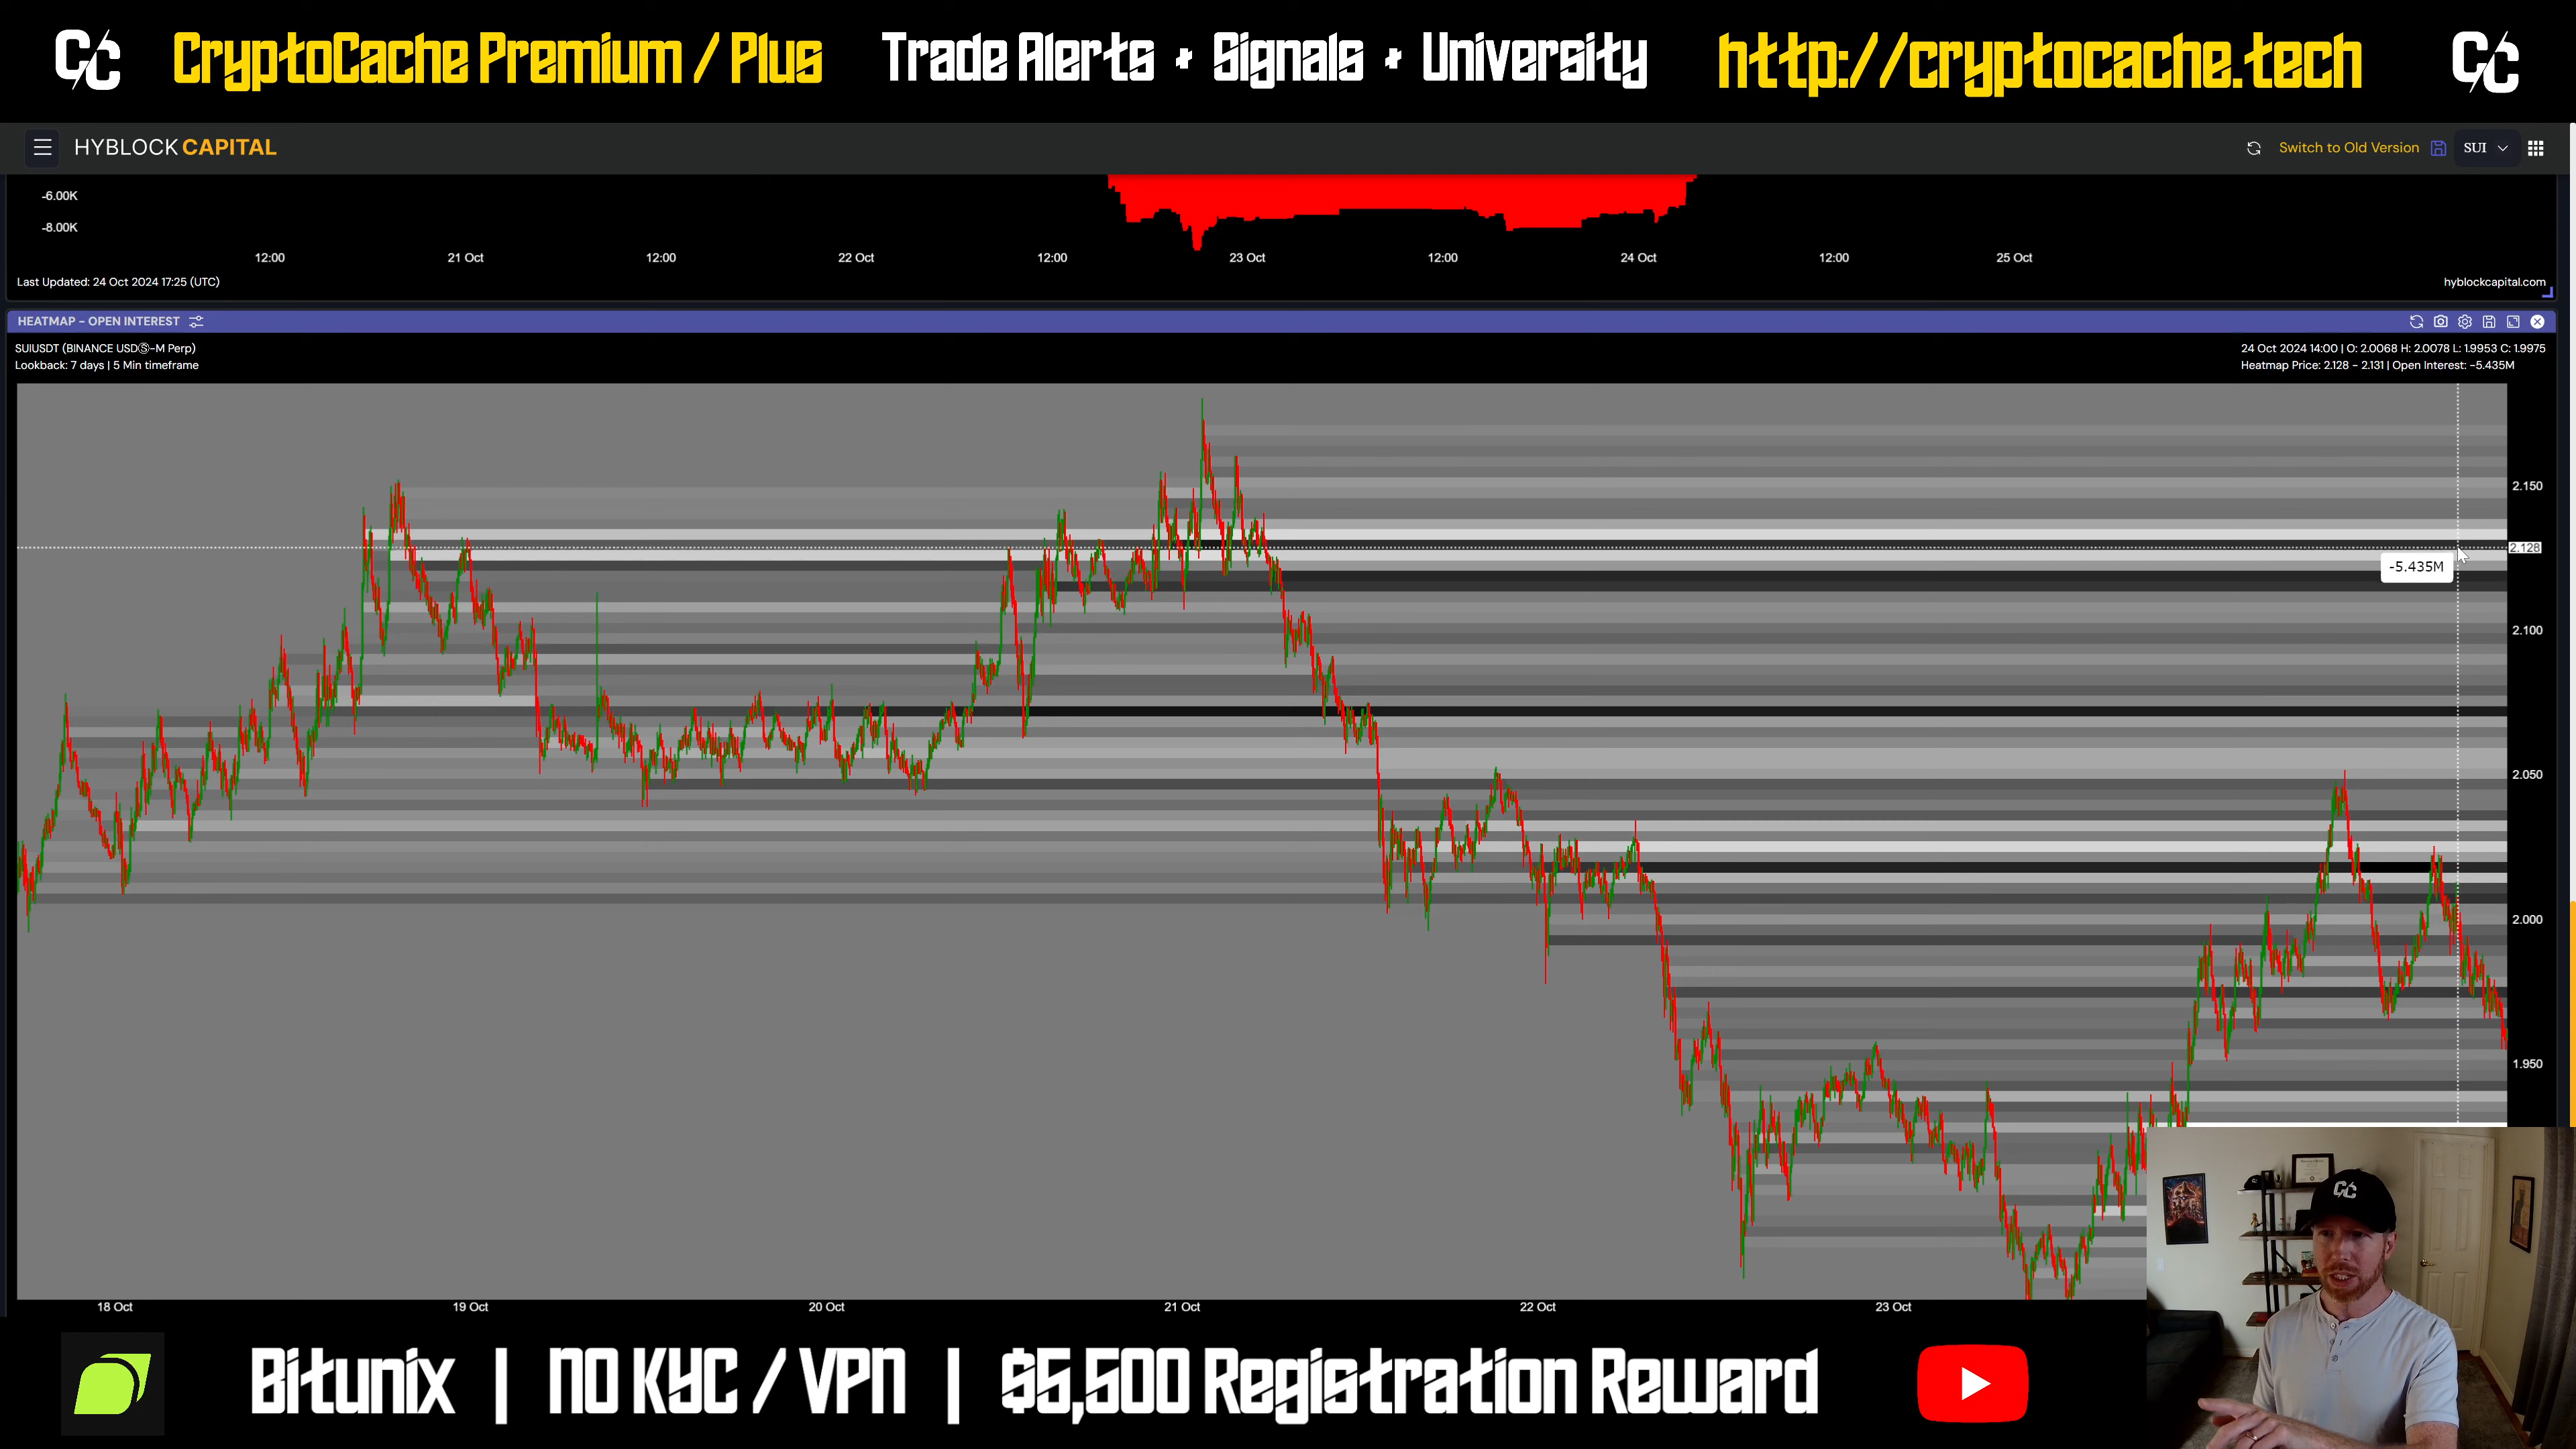 CC CryptoCache Premium / Plus Trade Alerts + Signals + University http://cryptocache.tech CC
HYBLOCK CAPITAL Switch to Old Version SUI
-6.00K
-8.00K
12:00 21 Oct 12:00 22 Oct 12:00 23 Oct 12:00 24 Oct 12:00 25 Oct
Last Updated: 24 Oct 2024 17:25 (UTC) hyblockcapital.com
HEATMAP - OPEN INTEREST
SUIUSDT (BINANCE USDⓈ-M Perp) 24 Oct 2024 14:00 | O: 2.0068 H: 2.0078 L: 1.9953 C: 1.9975
Lookback: 7 days | 5 Min timeframe Heatmap Price: 2.128 - 2.131 | Open Interest: -5.435M
2.150
2.128
-5.435M
2.100
2.050
2.000
1.950
CC
18 Oct 19 Oct 20 Oct 21 Oct 22 Oct 23 Oct
Bitunix | NO KYC / VPN | $5,500 Registration Reward